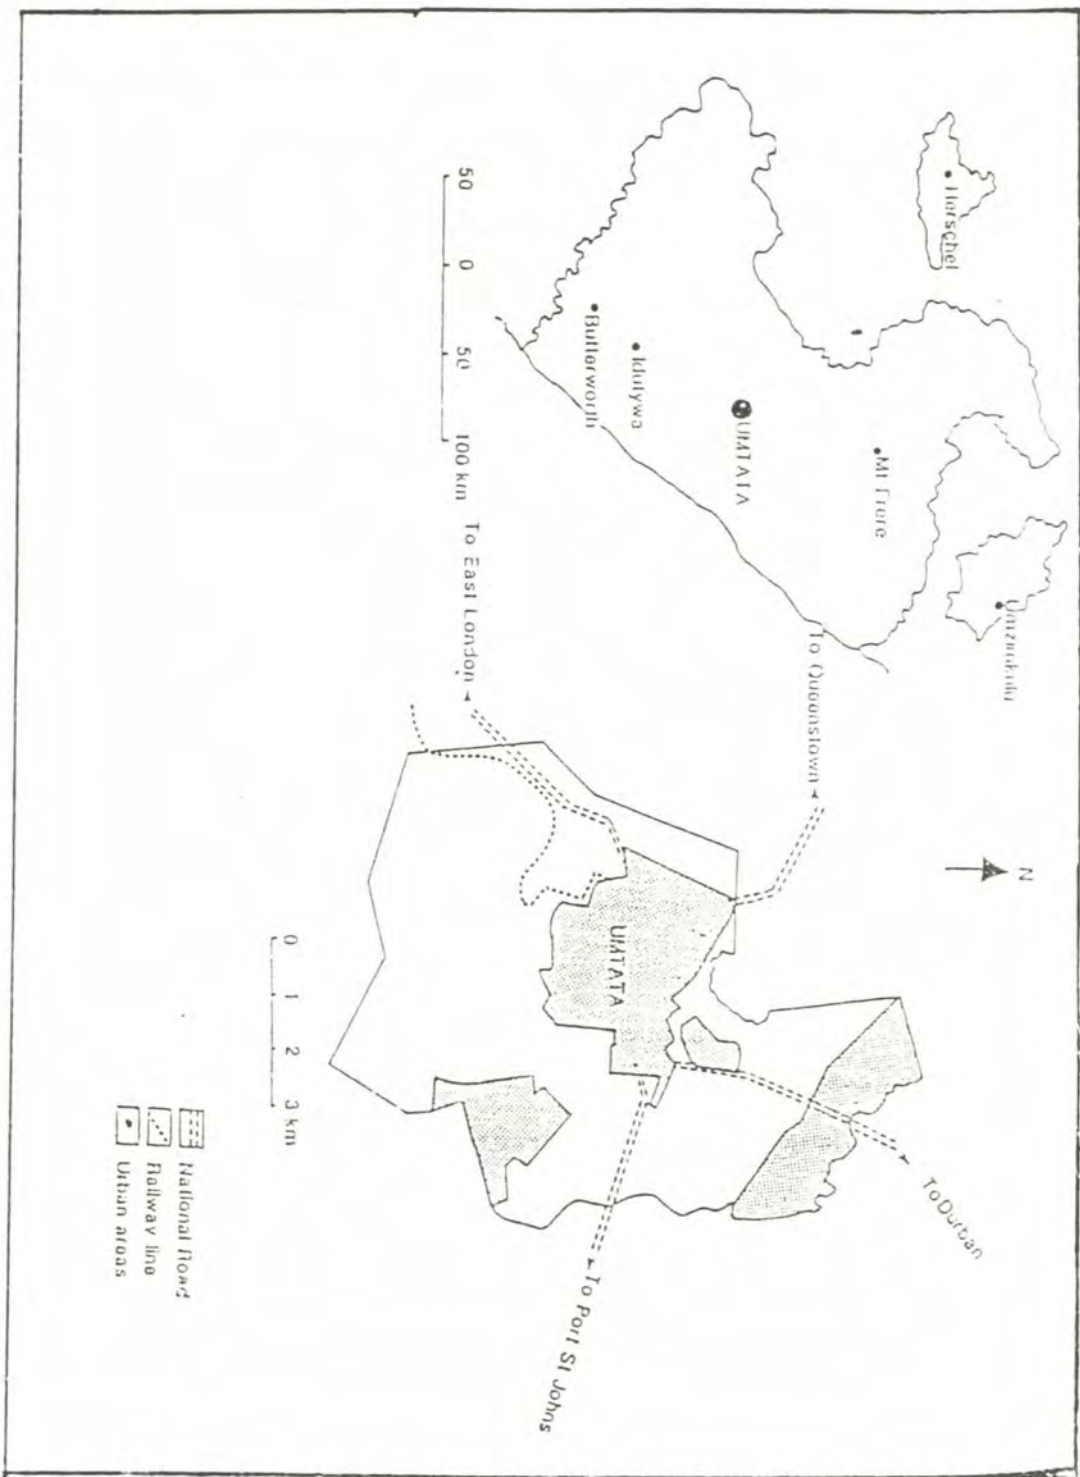 Herschel
Umzimkulu
Mt Frere
UMTATA
Idutywa
Butterworth
50 0 50 100 km
N
To Queenstown
To Durban
To East London
UMTATA
To Port St Johns
0 1 2 3 km
National Road
Railway line
Urban areas